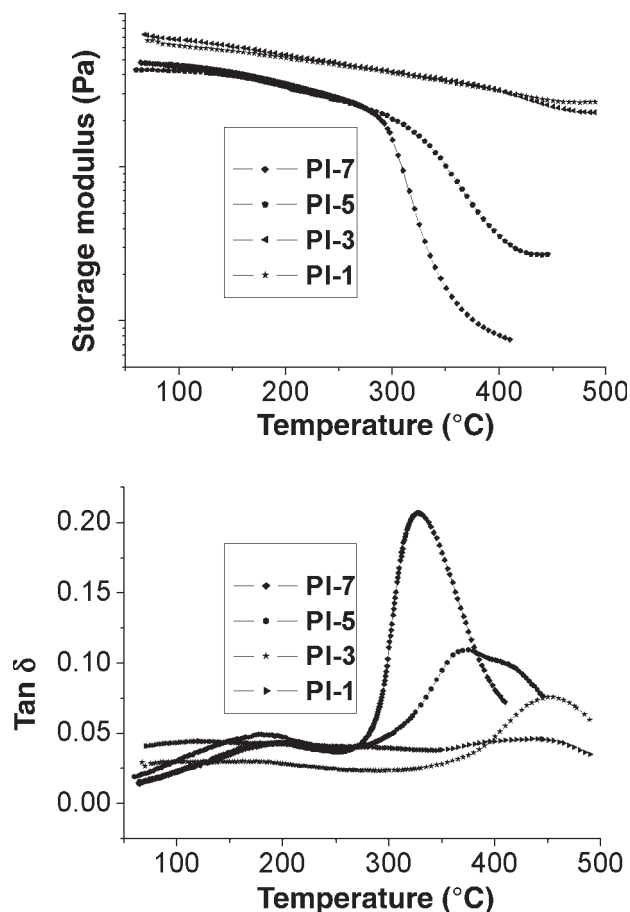 Storage modulus (Pa)
PI-7
PI-5
PI-3
PI-1
100 200 300 400 500
Temperature (°C)
Tan δ
0.20
0.15
0.10
0.05
0.00
PI-7
PI-5
PI-3
PI-1
100 200 300 400 500
Temperature (°C)